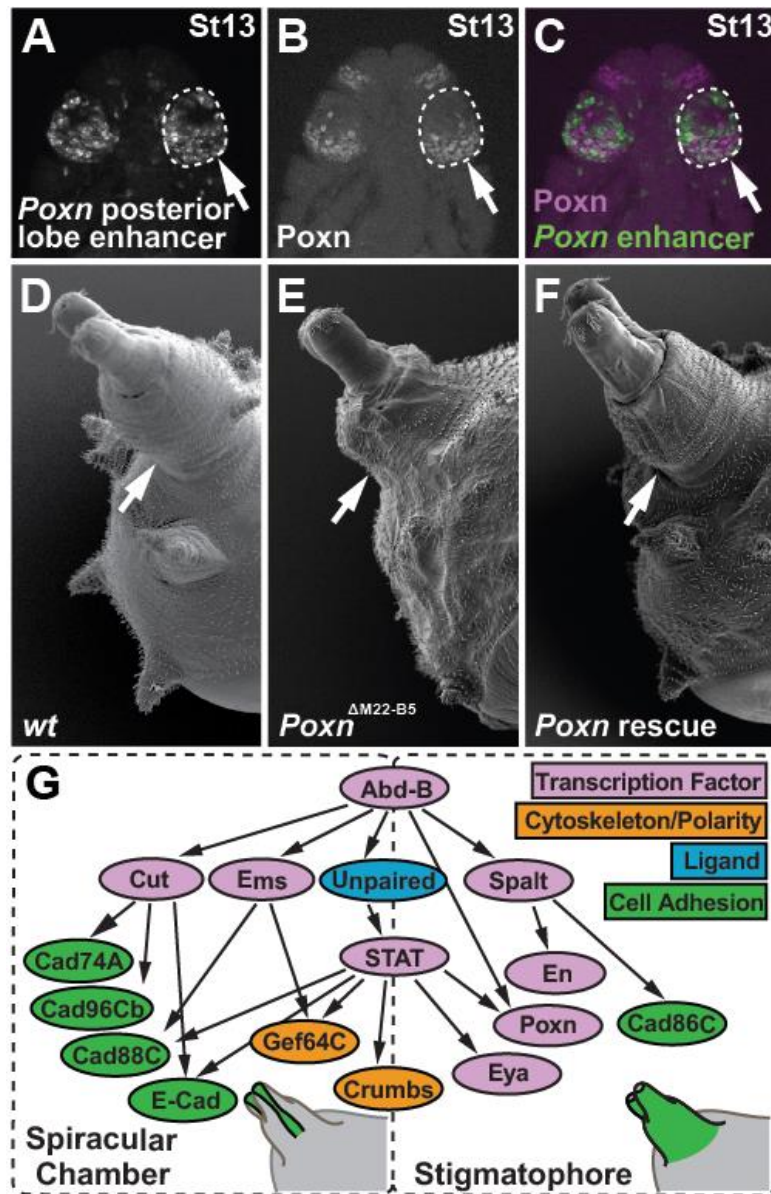 A
St13
Poxn posterior
lobe enhancer
B
St13
Poxn
C
St13
Poxn
Poxn enhancer
D
wt
E
Poxn ΔM22-B5
F
Poxn rescue
G
Abd-B
Transcription Factor
Cytoskeleton/Polarity
Ligand
Cell Adhesion
Cut
Ems
Unpaired
Spalt
Cad74A
STAT
En
Cad96Cb
Cad88C
Gef64C
Poxn
Cad86C
E-Cad
Crumbs
Eya
Spiracular
Chamber
Stigmatophore